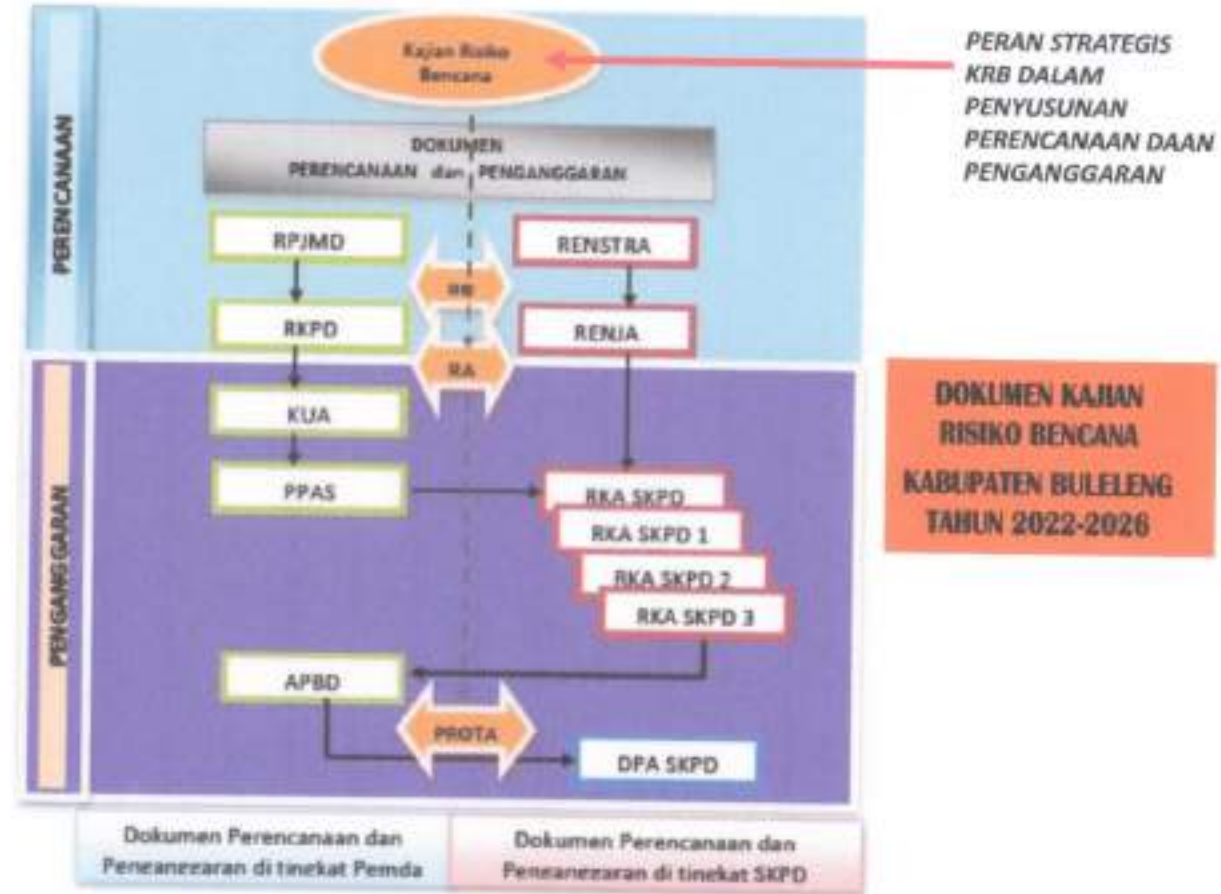 PERENCANAAN
Kajian Risiko
Bencana
PERAN STRATEGIS
KRB DALAM
PENYUSUNAN
PERENCANAAN DAAN
PENGANGGARAN
DOKUMEN
PERENCANAAN dan PENGANGGARAN
RPJMD
RENSTRA
RB
RKPD
RENJA
RA
PENGANGGARAN
KUA
PPAS
RKA SKPD
RKA SKPD 1
RKA SKPD 2
RKA SKPD 3
APBD
PROTA
DPA SKPD
DOKUMEN KAJIAN
RISIKO BENCANA
KABUPATEN BULELENG
TAHUN 2022-2026
Dokumen Perencanaan dan
Penganggaran di tingkat Pemda
Dokumen Perencanaan dan
Penganggaran di tingkat SKPD